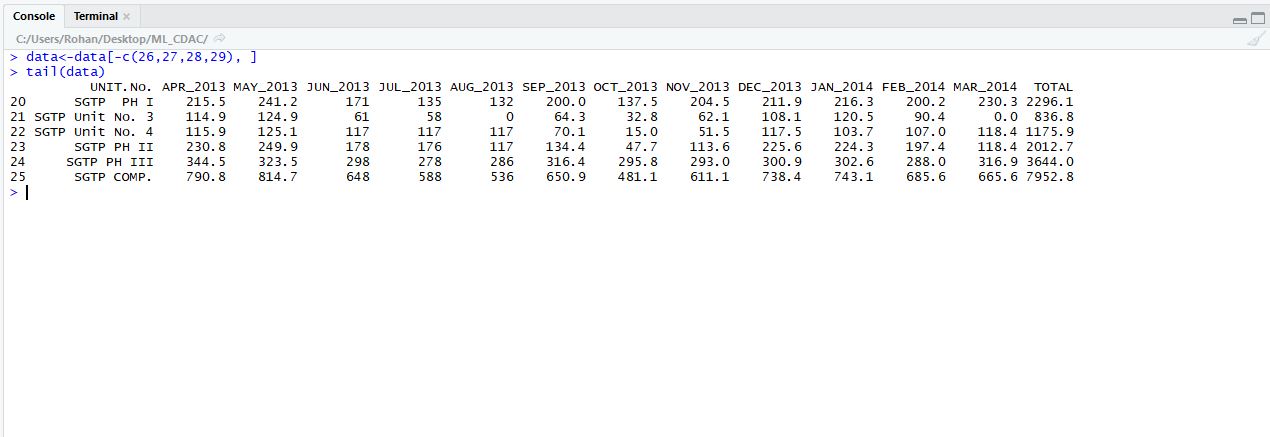 Console Terminal ×
C:/Users/Rohan/Desktop/ML_CDAC/
> data<-data[-c(26,27,28,29), ]
> tail(data)
UNIT.No. APR_2013 MAY_2013 JUN_2013 JUL_2013 AUG_2013 SEP_2013 OCT_2013 NOV_2013 DEC_2013 JAN_2014 FEB_2014 MAR_2014 TOTAL
20 SGTP PH I 215.5 241.2 171 135 132 200.0 137.5 204.5 211.9 216.3 200.2 230.3 2296.1
21 SGTP Unit No. 3 114.9 124.9 61 58 0 64.3 32.8 62.1 108.1 120.5 90.4 0.0 836.8
22 SGTP Unit No. 4 115.9 125.1 117 117 117 70.1 15.0 51.5 117.5 103.7 107.0 118.4 1175.9
23 SGTP PH II 230.8 249.9 178 176 117 134.4 47.7 113.6 225.6 224.3 197.4 118.4 2012.7
24 SGTP PH III 344.5 323.5 298 278 286 316.4 295.8 293.0 300.9 302.6 288.0 316.9 3644.0
25 SGTP COMP. 790.8 814.7 648 588 536 650.9 481.1 611.1 738.4 743.1 685.6 665.6 7952.8
>